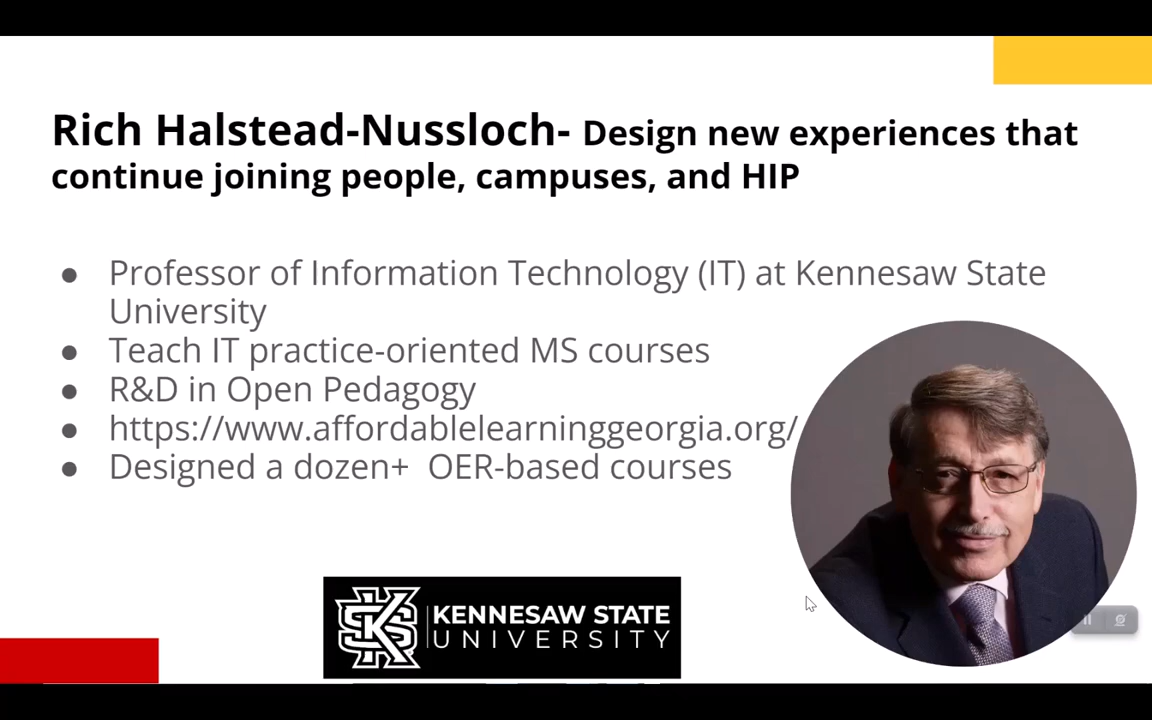 Rich Halstead-Nussloch- Design new experiences that
continue joining people, campuses, and HIP
● Professor of Information Technology (IT) at Kennesaw State
University
● Teach IT practice-oriented MS courses
● R&D in Open Pedagogy
● https://www.affordablelearninggeorgia.org/
● Designed a dozen+ OER-based courses
KENNESAW STATE
UNIVERSITY